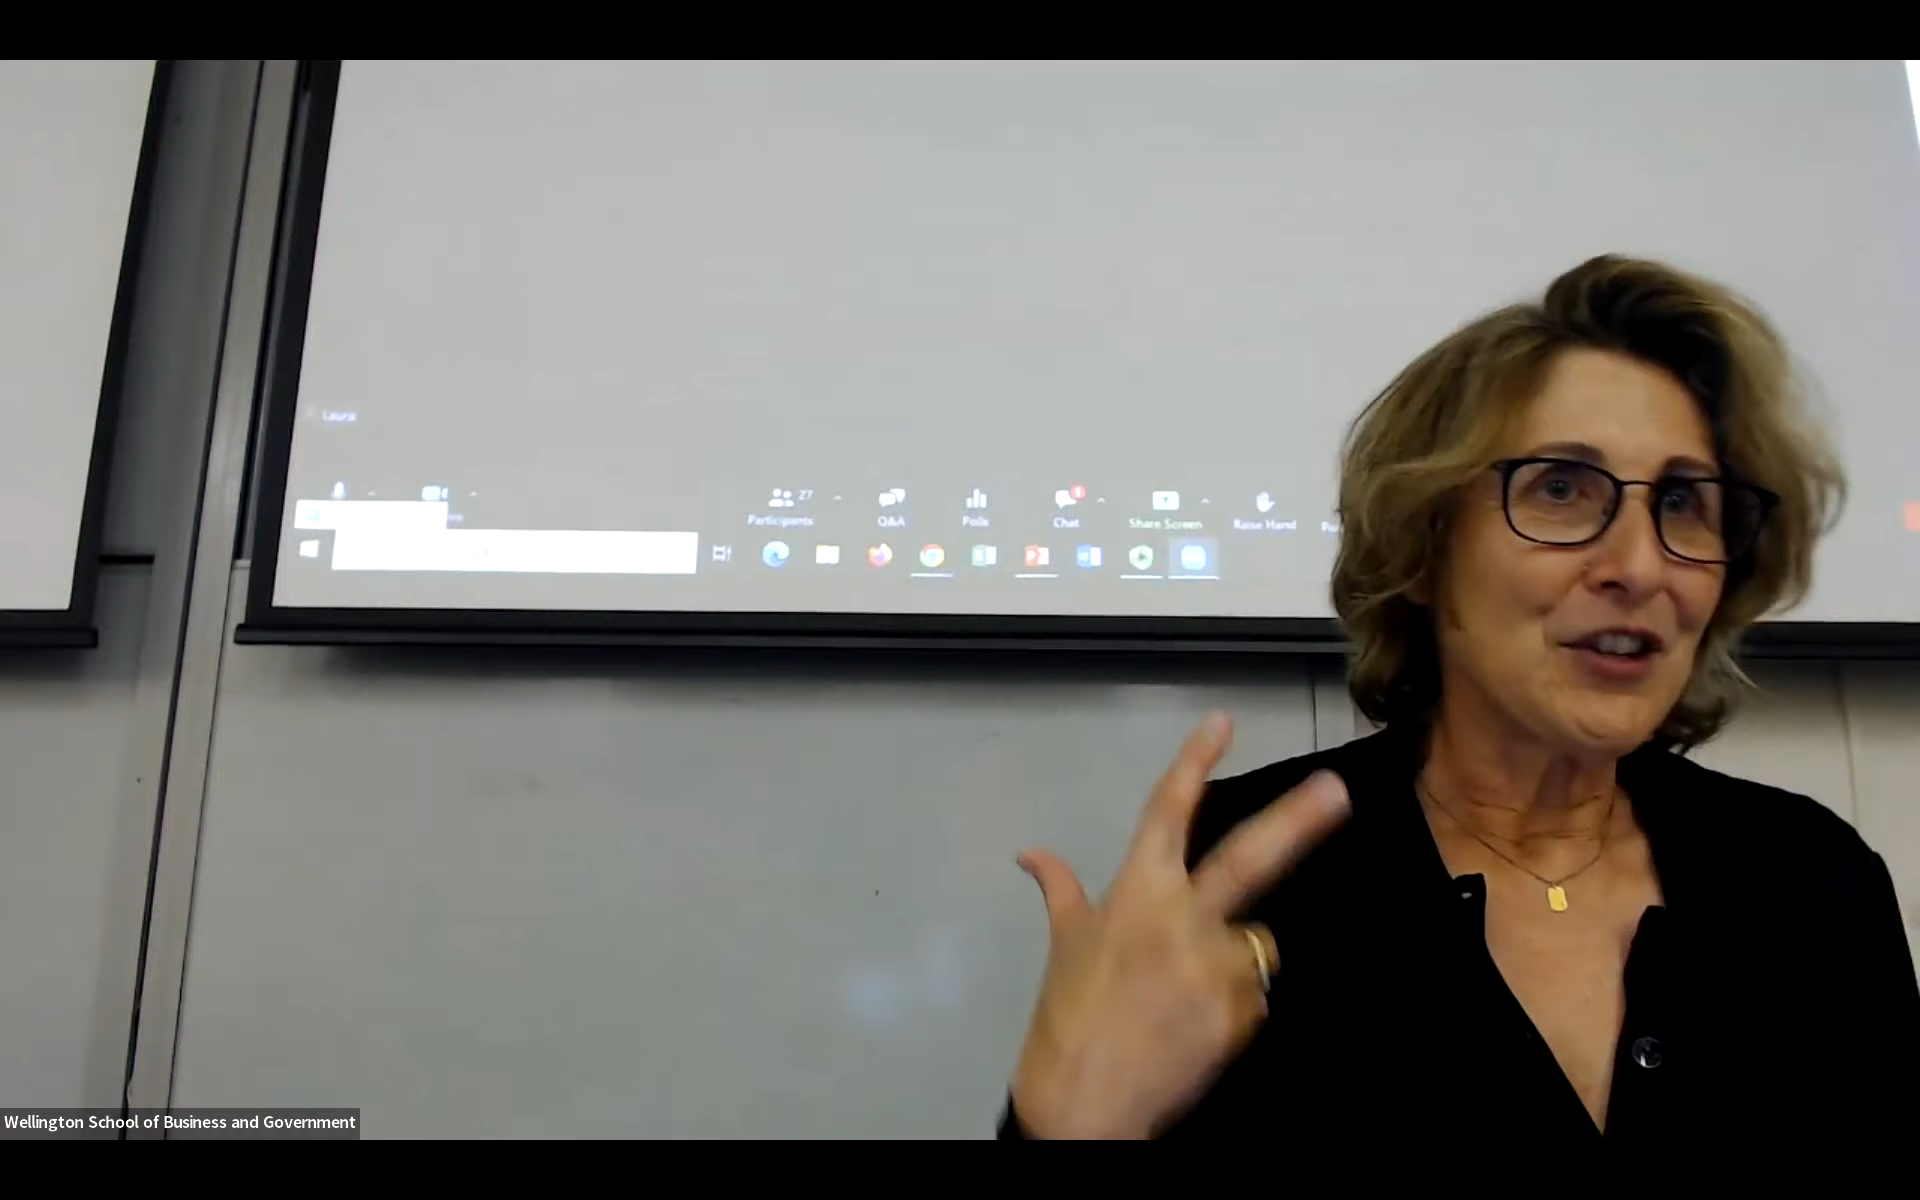 Laura
27
Participants
Q&A
Polls
Chat
Share Screen
Raise Hand
Wellington School of Business and Government